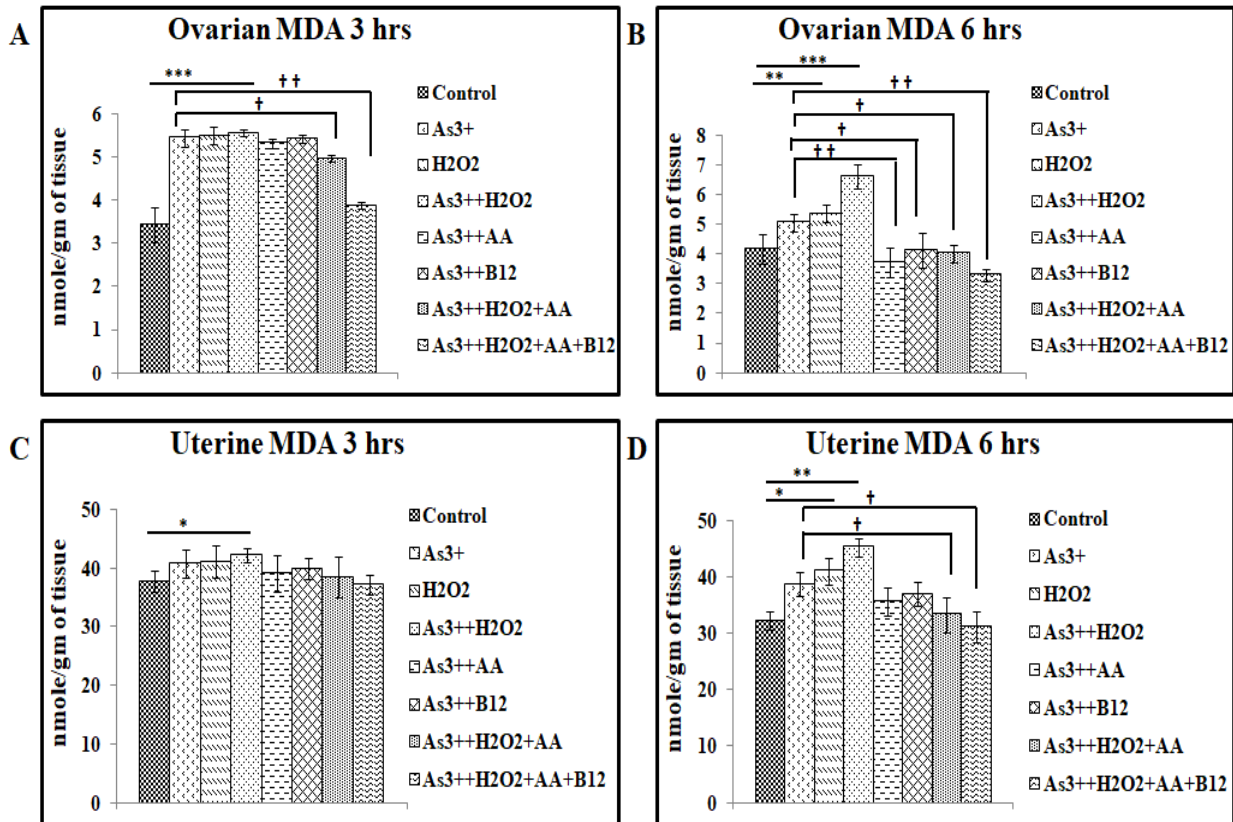 A
Ovarian MDA 3 hrs
***
† †
†
nmole/gm of tissue
6
5
4
3
2
1
0
Control
As3+
H2O2
As3++H2O2
As3++AA
As3++B12
As3++H2O2+AA
As3++H2O2+AA+B12
B
Ovarian MDA 6 hrs
***
**
† †
†
†
† †
nmole/gm of tissue
8
7
6
5
4
3
2
1
0
Control
As3+
H2O2
As3++H2O2
As3++AA
As3++B12
As3++H2O2+AA
As3++H2O2+AA+B12
C
Uterine MDA 3 hrs
*
nmole/gm of tissue
50
40
30
20
10
0
Control
As3+
H2O2
As3++H2O2
As3++AA
As3++B12
As3++H2O2+AA
As3++H2O2+AA+B12
D
Uterine MDA 6 hrs
**
*
†
†
nmole/gm of tissue
50
40
30
20
10
0
Control
As3+
H2O2
As3++H2O2
As3++AA
As3++B12
As3++H2O2+AA
As3++H2O2+AA+B12